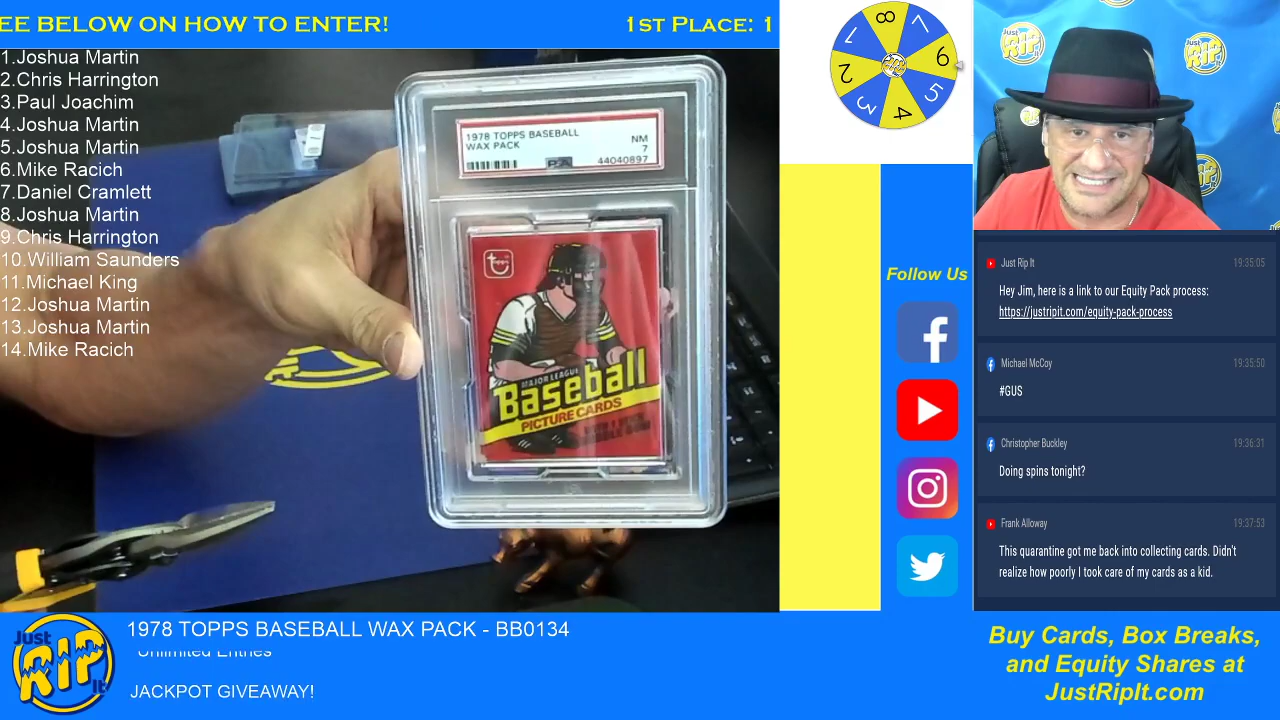 EE BELOW ON HOW TO ENTER!
1ST PLACE: 1
1.Joshua Martin
2.Chris Harrington
3.Paul Joachim
4.Joshua Martin
5.Joshua Martin
6.Mike Racich
7.Daniel Cramlett
8.Joshua Martin
9.Chris Harrington
10.William Saunders
11.Michael King
12.Joshua Martin
13.Joshua Martin
14.Mike Racich
1978 TOPPS BASEBALL
WAX PACK
NM
7
44040897
PSA
topps
MAJOR LEAGUE
Baseball
PICTURE CARDS
8
7
6
5
4
3
2
1
Just
RIP
It
Follow Us
Just Rip It 19:35:05
Hey Jim, here is a link to our Equity Pack process:
https://justripit.com/equity-pack-process
Michael McCoy 19:35:50
#GUS
Christopher Buckley 19:36:31
Doing spins tonight?
Frank Alloway 19:37:53
This quarantine got me back into collecting cards. Didn't
realize how poorly I took care of my cards as a kid.
Just
RIP
It
1978 TOPPS BASEBALL WAX PACK - BB0134
Unlimited Entries
JACKPOT GIVEAWAY!
Buy Cards, Box Breaks,
and Equity Shares at
JustRipIt.com